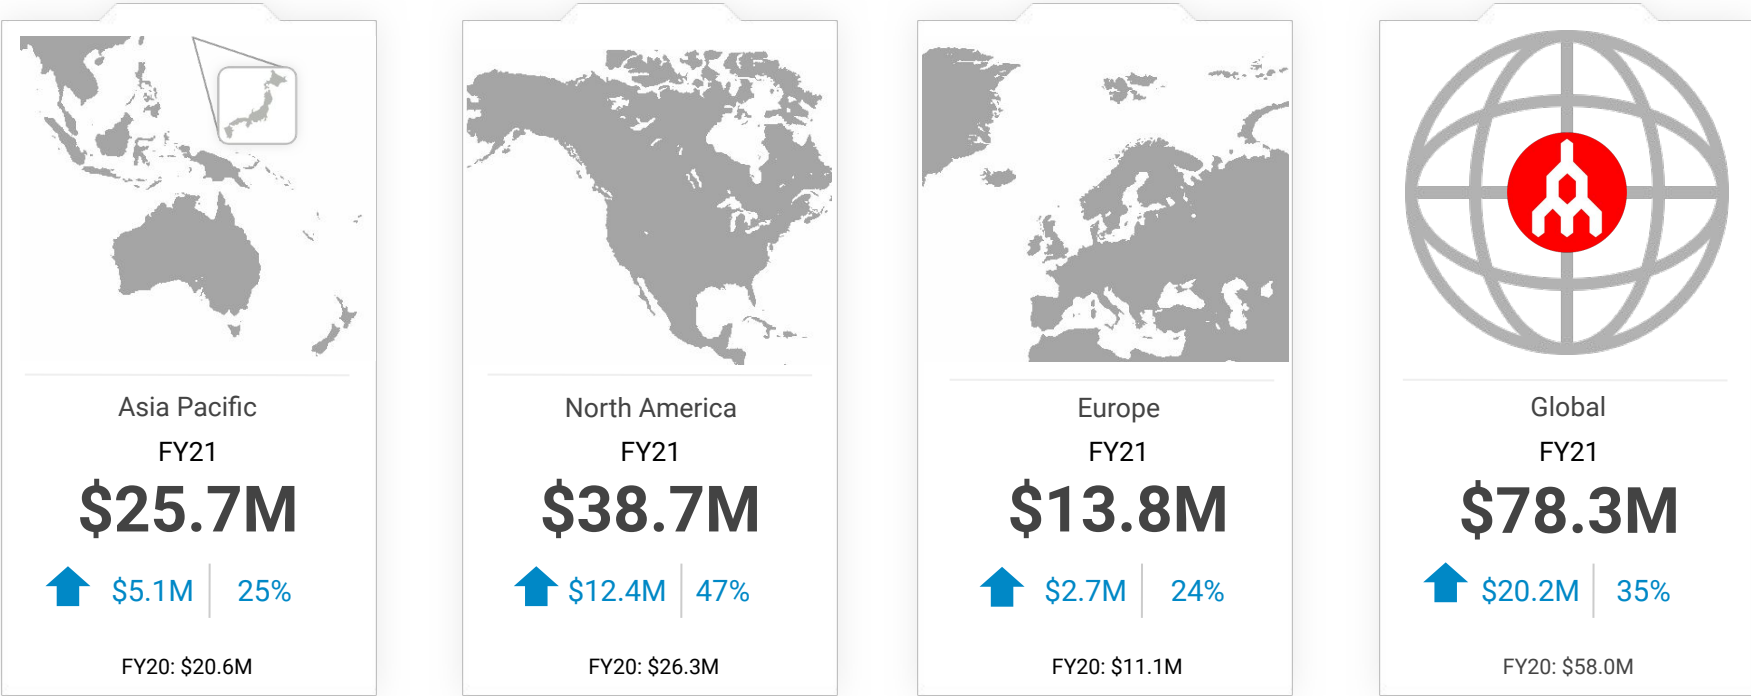 Asia Pacific
FY21
$25.7M
$5.1M 25%
FY20: $20.6M
North America
FY21
$38.7M
$12.4M 47%
FY20: $26.3M
Europe
FY21
$13.8M
$2.7M 24%
FY20: $11.1M
Global
FY21
$78.3M
$20.2M 35%
FY20: $58.0M